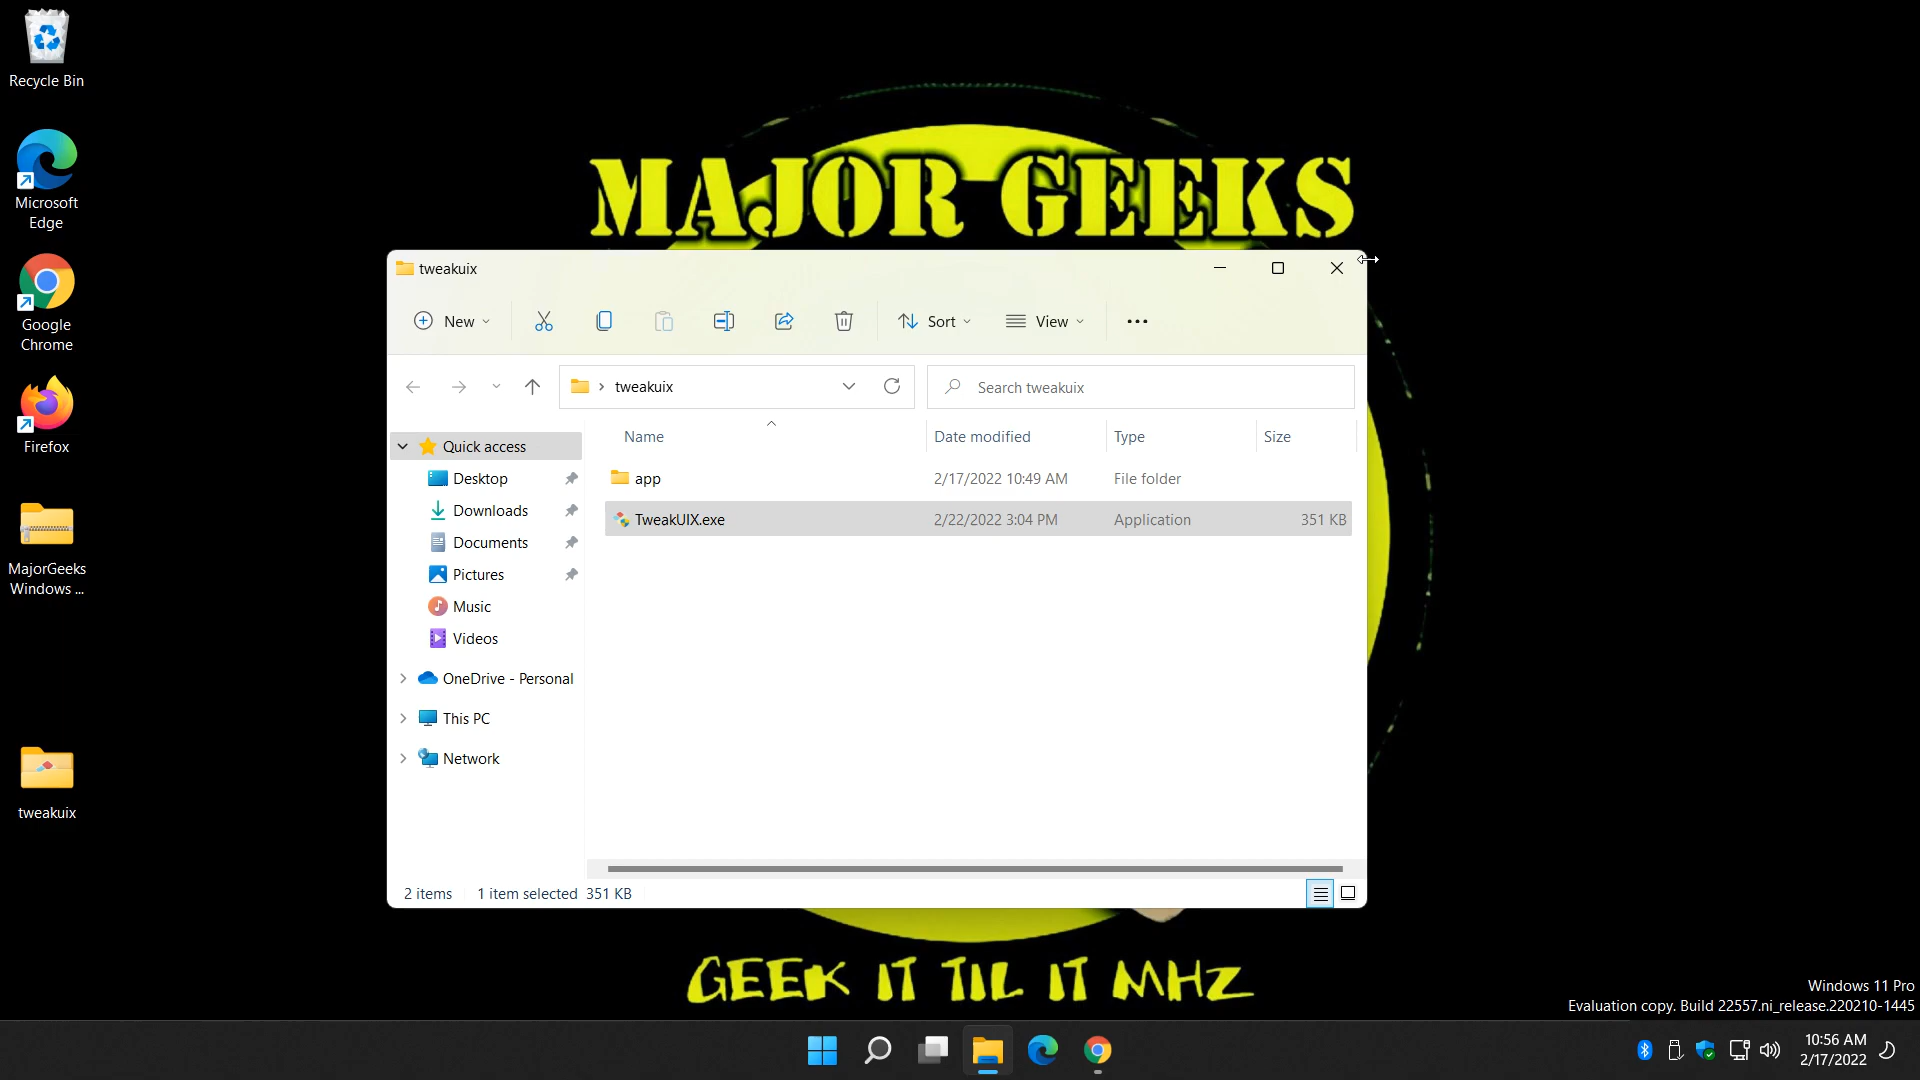 Recycle Bin
Microsoft
Edge
Google
Chrome
Firefox
MajorGeeks
Windows ...
tweakuix
MAJOR GEEKS
tweakuix
New
Sort
View
tweakuix
Search tweakuix
Quick access
Desktop
Downloads
Documents
Pictures
Music
Videos
OneDrive - Personal
This PC
Network
Name Date modified Type Size
app 2/17/2022 10:49 AM File folder
TweakUIX.exe 2/22/2022 3:04 PM Application 351 KB
2 items 1 item selected 351 KB
GEEK IT TIL IT MHZ
Windows 11 Pro
Evaluation copy. Build 22557.ni_release.220210-1445
10:56 AM
2/17/2022